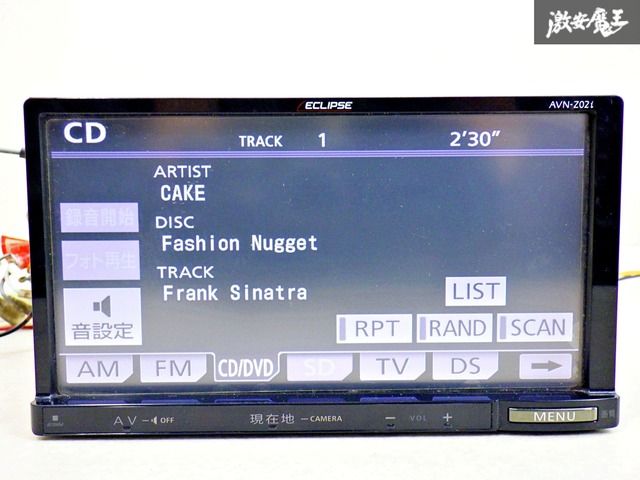 激安魔王
ECLIPSE
AVN-Z02i
CD
TRACK 1 2'30"
ARTIST
CAKE
録音開始
DISC
Fashion Nugget
フォト再生
TRACK
Frank Sinatra
LIST
音設定
RPT RAND SCAN
AM FM CD/DVD SD TV DS
AV OFF 現在地 CAMERA − VOL + MENU